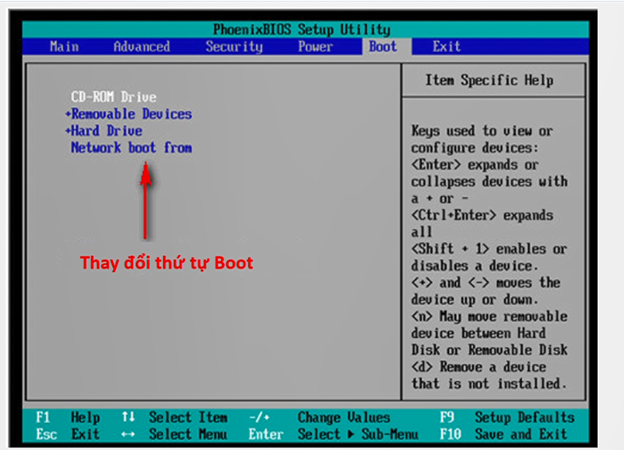 PhoenixBIOS Setup Utility
Main Advanced Security Power Boot Exit
CD-ROM Drive
+Removable Devices
+Hard Drive
Network boot from
Thay đổi thứ tự Boot
Item Specific Help
Keys used to view or
configure devices:
<Enter> expands or
collapses devices with
a + or -
<Ctrl+Enter> expands
all
<Shift + 1> enables or
disables a device.
<+> and <-> moves the
device up or down.
<n> May move removable
device between Hard
Disk or Removable Disk
<d> Remove a device
that is not installed.
F1 Help ↑↓ Select Item -/+ Change Values F9 Setup Defaults
Esc Exit ↔ Select Menu Enter Select ▸ Sub-Menu F10 Save and Exit